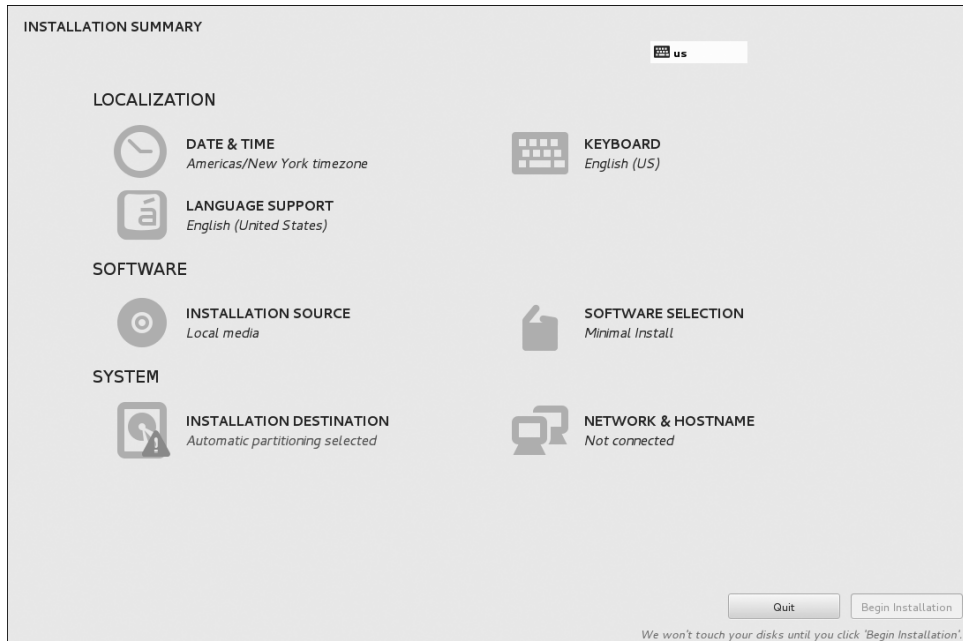 INSTALLATION SUMMARY
us
LOCALIZATION
DATE & TIME
Americas/New York timezone
KEYBOARD
English (US)
LANGUAGE SUPPORT
English (United States)
SOFTWARE
INSTALLATION SOURCE
Local media
SOFTWARE SELECTION
Minimal Install
SYSTEM
INSTALLATION DESTINATION
Automatic partitioning selected
NETWORK & HOSTNAME
Not connected
Quit
Begin Installation
We won't touch your disks until you click 'Begin Installation'.